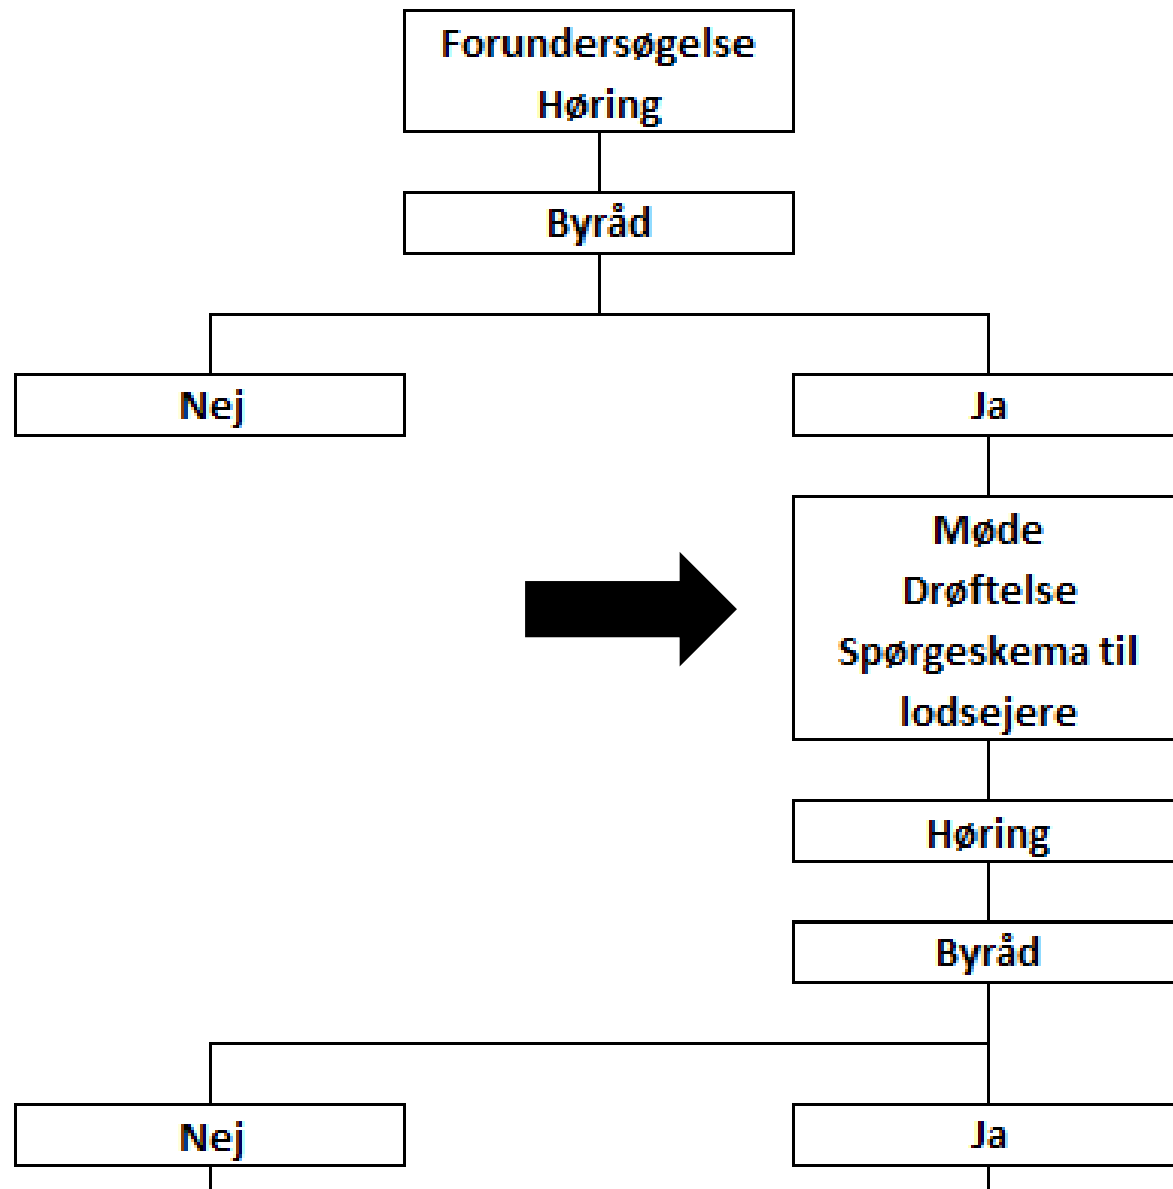 Forundersøgelse
Høring
Byråd
Nej
Ja
Møde
Drøftelse
Spørgeskema til
lodsejere
Høring
Byråd
Nej
Ja